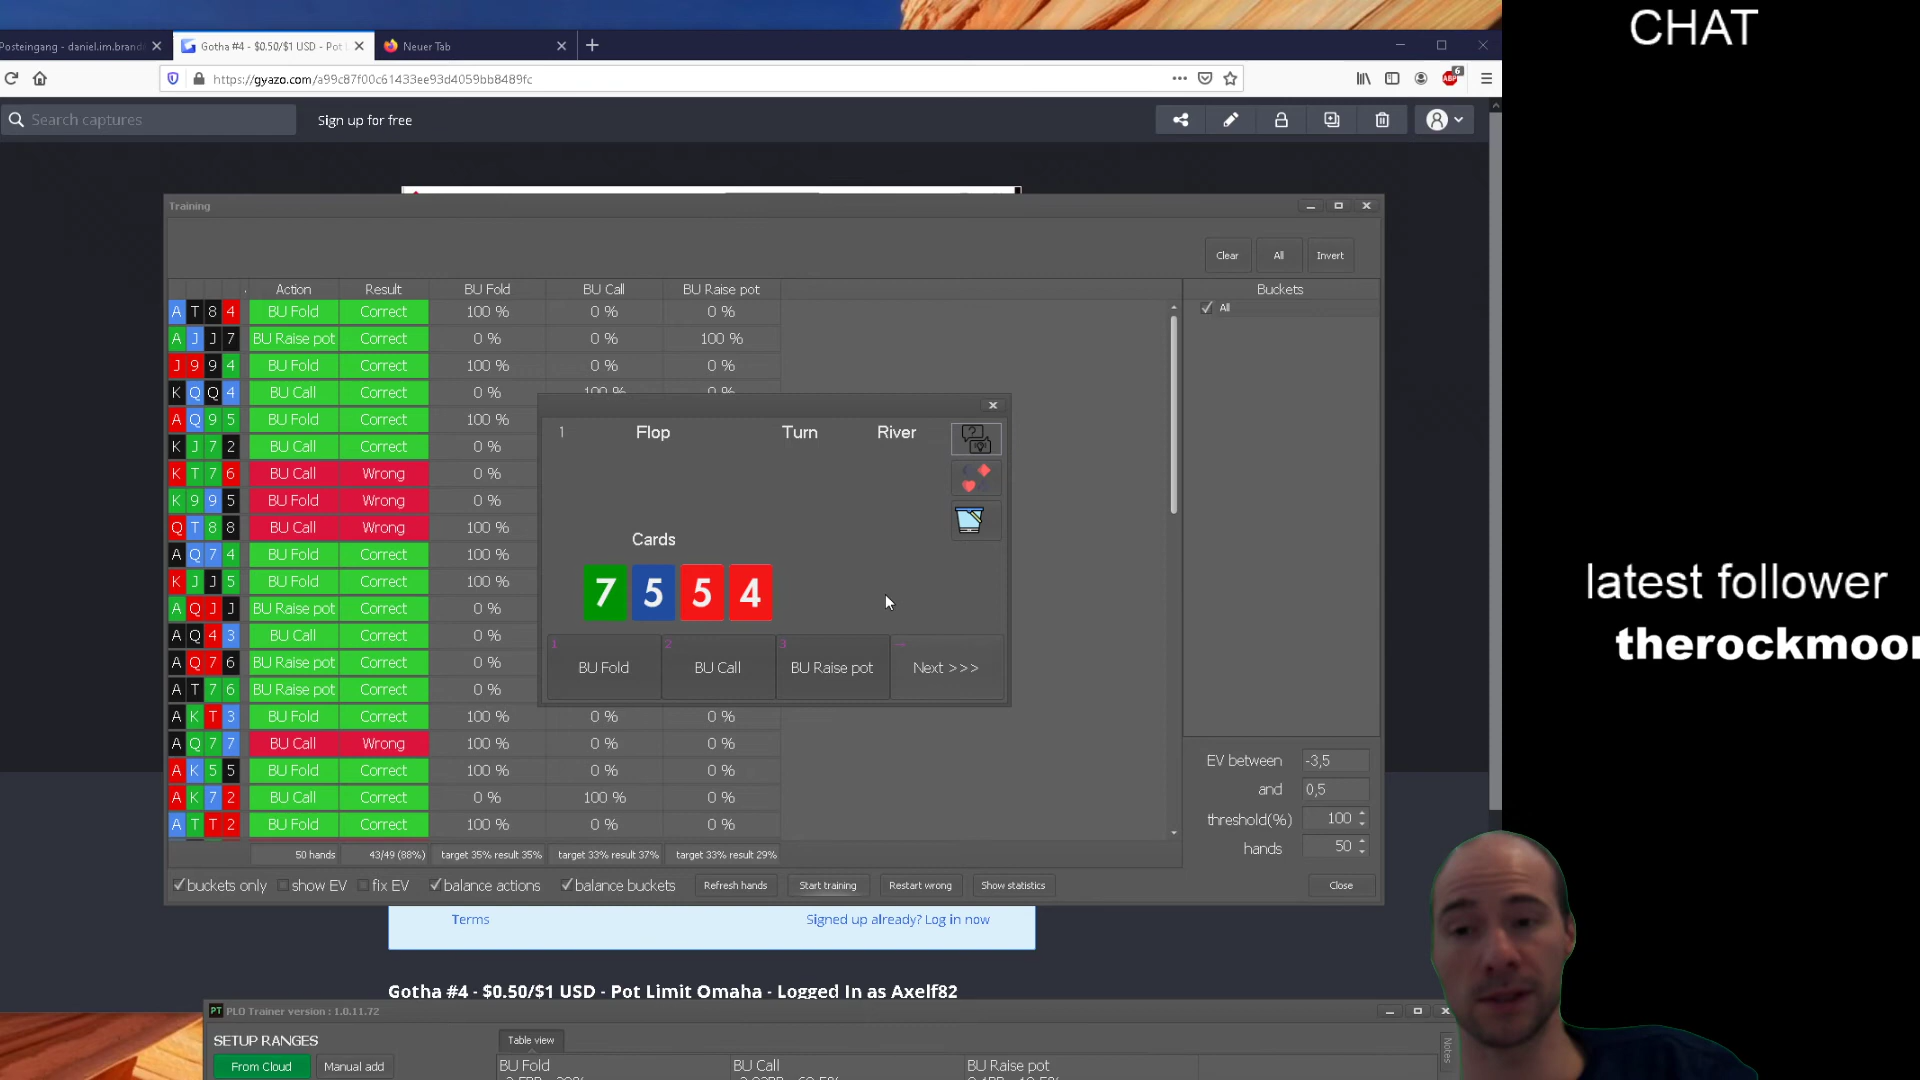 CHAT
Posteingang - daniel.im.brand
Gotha #4 - $0.50/$1 USD - Pot L
Neuer Tab
https://gyazo.com/a99c87f00c61433ee93d4059bb8489fc
ABP
6
Search captures
Sign up for free
Training
Clear
All
Invert
Action Result BU Fold BU Call BU Raise pot
Buckets
All
A T 8 4 BU Fold Correct 100 % 0 % 0 %
A J J 7 BU Raise pot Correct 0 % 0 % 100 %
J 9 9 4 BU Fold Correct 100 % 0 % 0 %
K Q Q 4 BU Call Correct 0 % 100 % 0 %
A Q 9 5 BU Fold Correct 100 %
K J 7 2 BU Call Correct 0 %
K T 7 6 BU Call Wrong 0 %
K 9 9 5 BU Fold Wrong 0 %
Q T 8 8 BU Call Wrong 100 %
A Q 7 4 BU Fold Correct 100 %
K J J 5 BU Fold Correct 100 %
A Q J J BU Raise pot Correct 0 %
A Q 4 3 BU Call Correct 0 %
A Q 7 6 BU Raise pot Correct 0 %
A T 7 6 BU Raise pot Correct 0 %
A K T 3 BU Fold Correct 100 % 0 % 0 %
A Q 7 7 BU Call Wrong 100 % 0 % 0 %
A K 5 5 BU Fold Correct 100 % 0 % 0 %
A K 7 2 BU Call Correct 0 % 100 % 0 %
A T T 2 BU Fold Correct 100 % 0 % 0 %
1 Flop Turn River
Cards
7 5 5 4
1 BU Fold
2 BU Call
3 BU Raise pot
Next >>>
EV between -3,5
and 0,5
threshold(%) 100
hands 50
50 hands 43/49 (88%) target 35% result 35% target 33% result 37% target 33% result 29%
buckets only show EV fix EV balance actions balance buckets Refresh hands Start training Restart wrong Show statistics Close
Terms
Signed up already? Log in now
Gotha #4 - $0.50/$1 USD - Pot Limit Omaha - Logged In as Axelf82
PT PLO Trainer version : 1.0.11.72
SETUP RANGES
Table view
From Cloud
Manual add
BU Fold
BU Call
BU Raise pot
Notes
latest follower
therockmoor